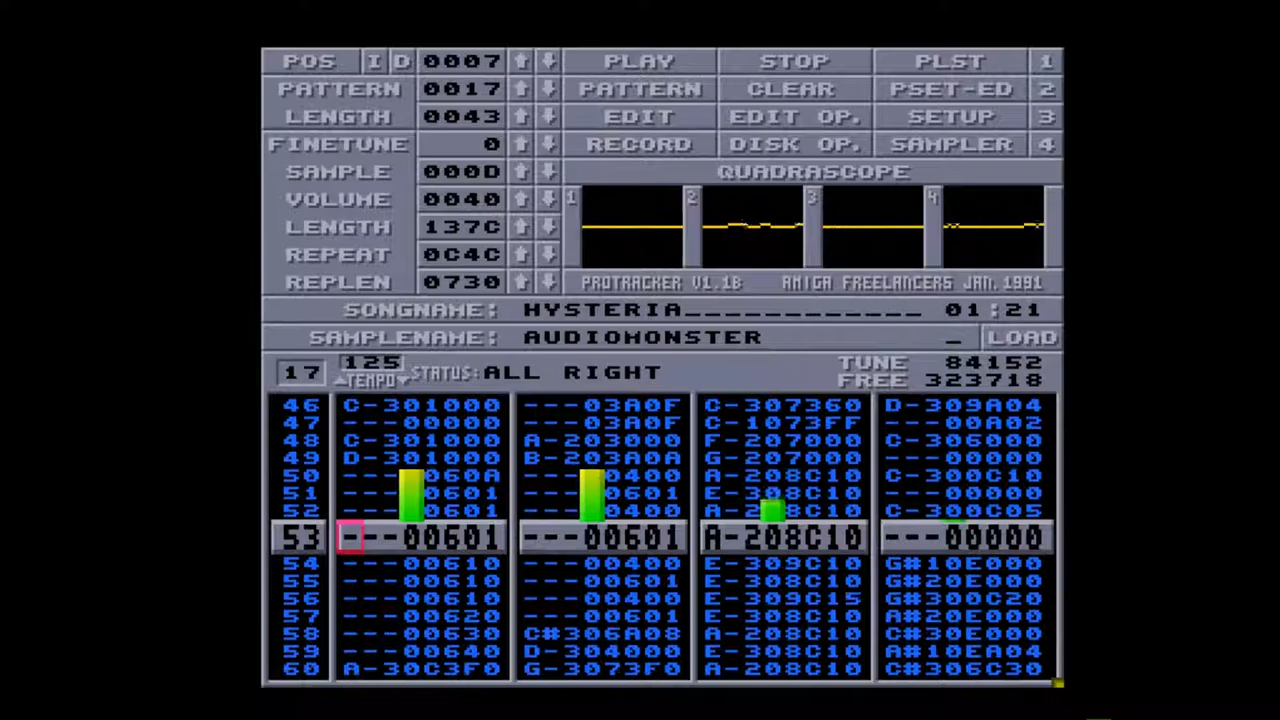 POS I D 0007 PLAY STOP PLST 1
PATTERN 0017 PATTERN CLEAR PSET-ED 2
LENGTH 0043 EDIT EDIT OP. SETUP 3
FINETUNE 0 RECORD DISK OP. SAMPLER 4
SAMPLE 000D QUADRASCOPE
VOLUME 0040 1 2 3 4
LENGTH 137C
REPEAT 0C4C
REPLEN 0730 PROTRACKER V1.1B AMIGA FREELANCERS JAN.1991
SONGNAME: HYSTERIA____________ 01:21
SAMPLENAME: AUDIOMONSTER _ LOAD
17 125 TEMPO STATUS: ALL RIGHT TUNE 84152
FREE 323718
46 C-301000 ---03A0F C-307360 D-309A04
47 ---00000 ---03A0F C-1073FF ---00A02
48 C-301000 A-203000 F-207000 C-306000
49 D-301000 B-203A0A G-207000 ---00000
50 ---0060A ---00400 A-208C10 C-300C10
51 ---00601 ---00601 E-308C10 ---00000
52 ---00601 ---00400 A-208C10 C-300C05
53 ---00601 ---00601 A-208C10 ---00000
54 ---00610 ---00400 E-309C10 G#10E000
55 ---00610 ---00601 E-308C10 G#20E000
56 ---00610 ---00400 E-309C15 G#300C20
57 ---00620 ---00601 E-308C10 A#20E000
58 ---00630 C#306A08 A-208C10 C#30E000
59 ---00640 D-304000 A-208C10 A#10EA04
60 A-30C3F0 G-3073F0 A-208C10 C#306C30